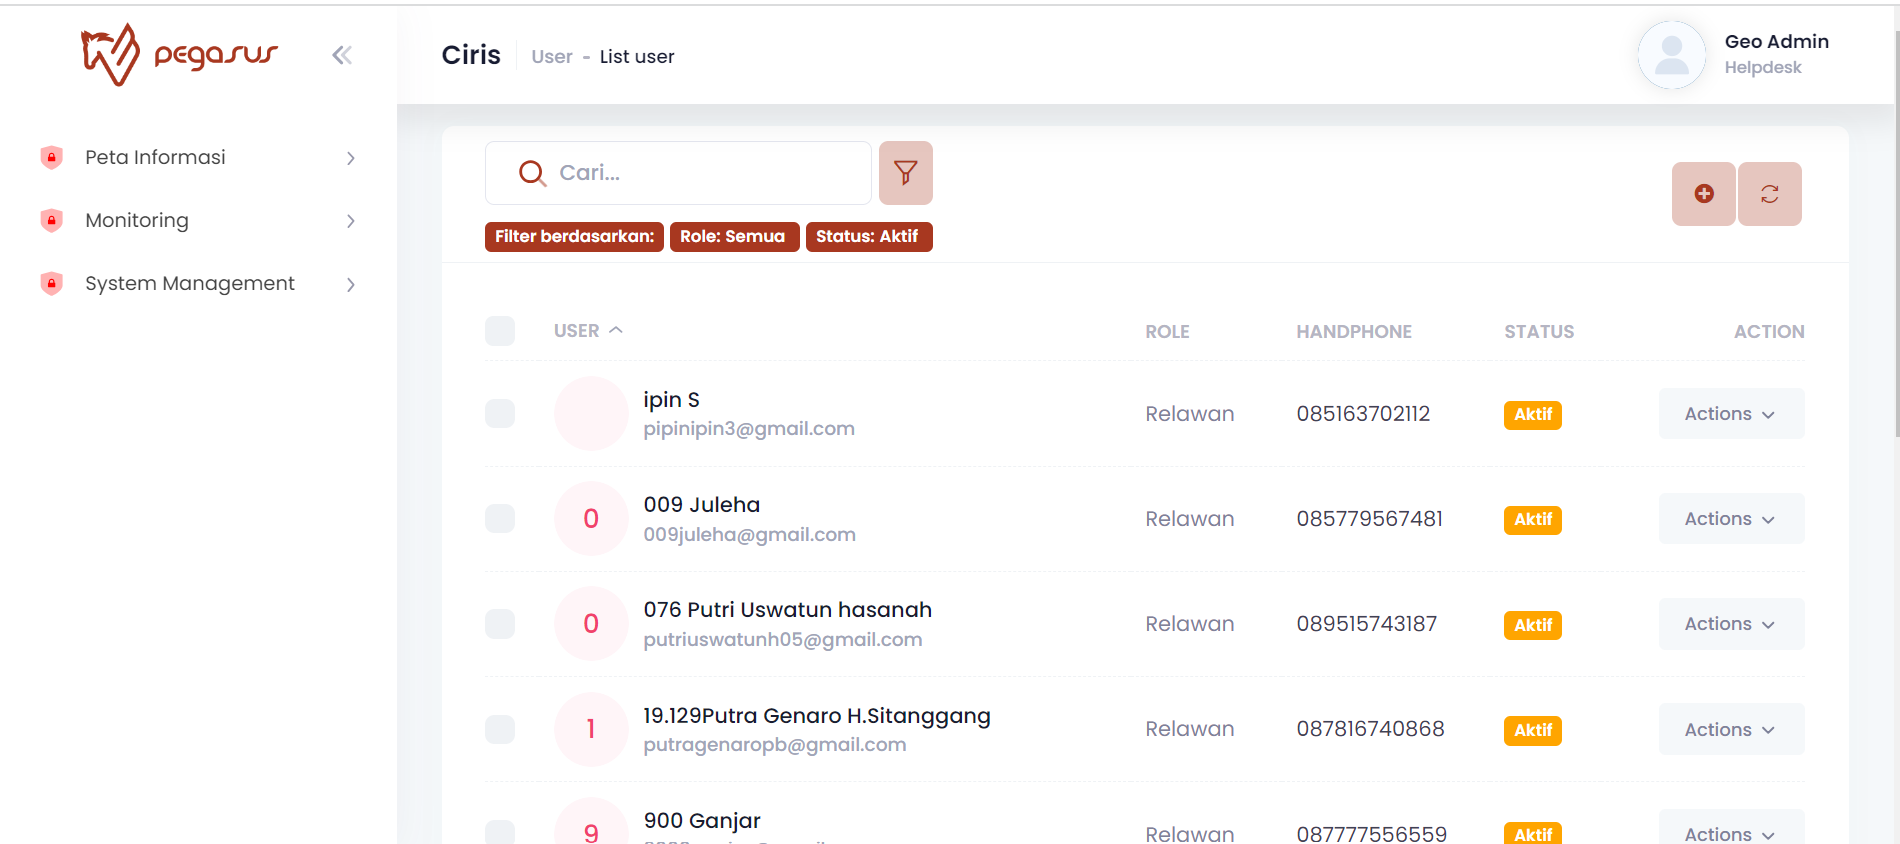 pegasus
Ciris User - List user
Geo Admin
Helpdesk
Peta Informasi
Monitoring
System Management
Cari...
Filter berdasarkan: Role: Semua Status: Aktif
USER ROLE HANDPHONE STATUS ACTION
ipin S
pipinipin3@gmail.com
Relawan 085163702112 Aktif Actions
0
009 Juleha
009juleha@gmail.com
Relawan 085779567481 Aktif Actions
0
076 Putri Uswatun hasanah
putriuswatunh05@gmail.com
Relawan 089515743187 Aktif Actions
1
19.129Putra Genaro H.Sitanggang
putragenaropb@gmail.com
Relawan 087816740868 Aktif Actions
9
900 Ganjar
Relawan 087777556559 Aktif Actions